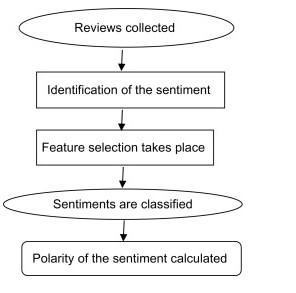 Reviews collected
Identification of the sentiment
Feature selection takes place
Sentiments are classified
Polarity of the sentiment calculated